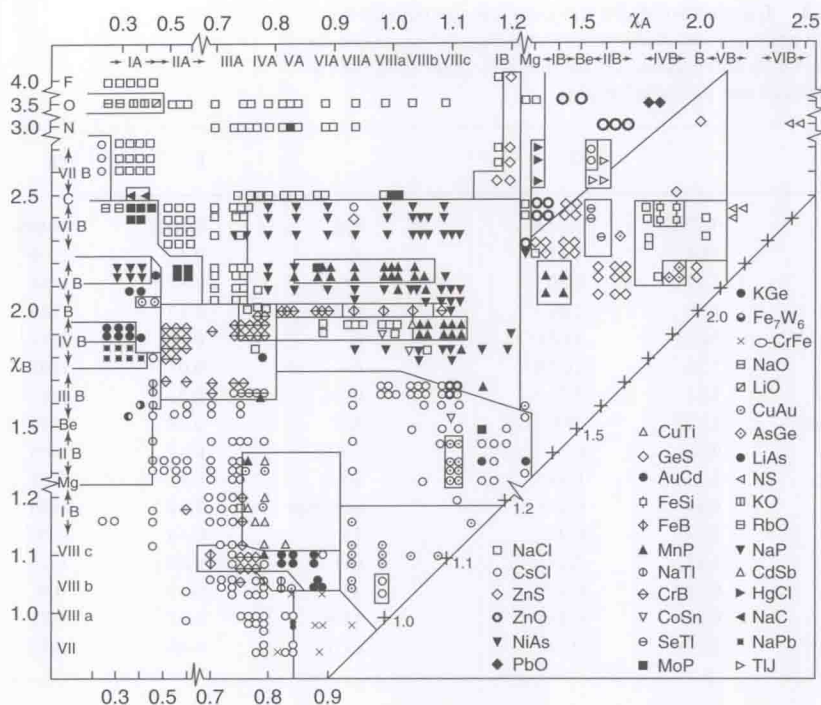 0.3 0.5 0.7 0.8 0.9 1.0 1.1 1.2 1.5 χA 2.0 2.5
IA IIA IIIA IVA VA VIA VIIA VIIIa VIIIb VIIIc IB Mg IB Be IIB IVB B VB VIB
4.0 F
3.5 O
3.0 N
VII B
2.5 C
VI B
V B
2.0 B
IV B
χB
III B
1.5 Be
II B
Mg
1.2
I B
1.1 VIII c
VIII b
1.0 VIII a
VII
0.3 0.5 0.7 0.8 0.9
1.0
1.1
1.2
1.5
2.0
NaCl
CsCl
ZnS
ZnO
NiAs
PbO
CuTi
GeS
AuCd
FeSi
FeB
MnP
NaTl
CrB
CoSn
SeTl
MoP
KGe
Fe7W6
CrFe
NaO
LiO
CuAu
AsGe
LiAs
NS
KO
RbO
NaP
CdSb
HgCl
NaC
NaPb
TlJ